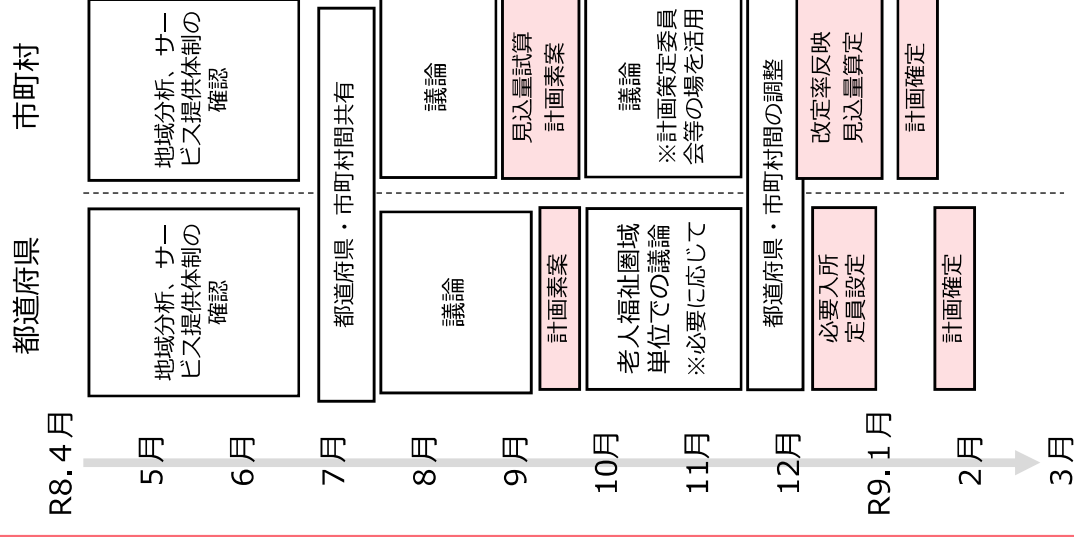 市町村
地域分析、サー
ビス提供体制の
確認
都道府県・市町村間共有
議論
見込量試算
計画素案
議論
※計画策定委員
会等の場を活用
都道府県・市町村間の調整
改定率反映
見込量算定
計画確定
都道府県
地域分析、サー
ビス提供体制の
確認
議論
計画素案
老人福祉圏域
単位での議論
※必要に応じて
必要入所
定員設定
計画確定
R8.４月
5月
6月
7月
8月
9月
10月
11月
12月
R9.１月
2月
3月